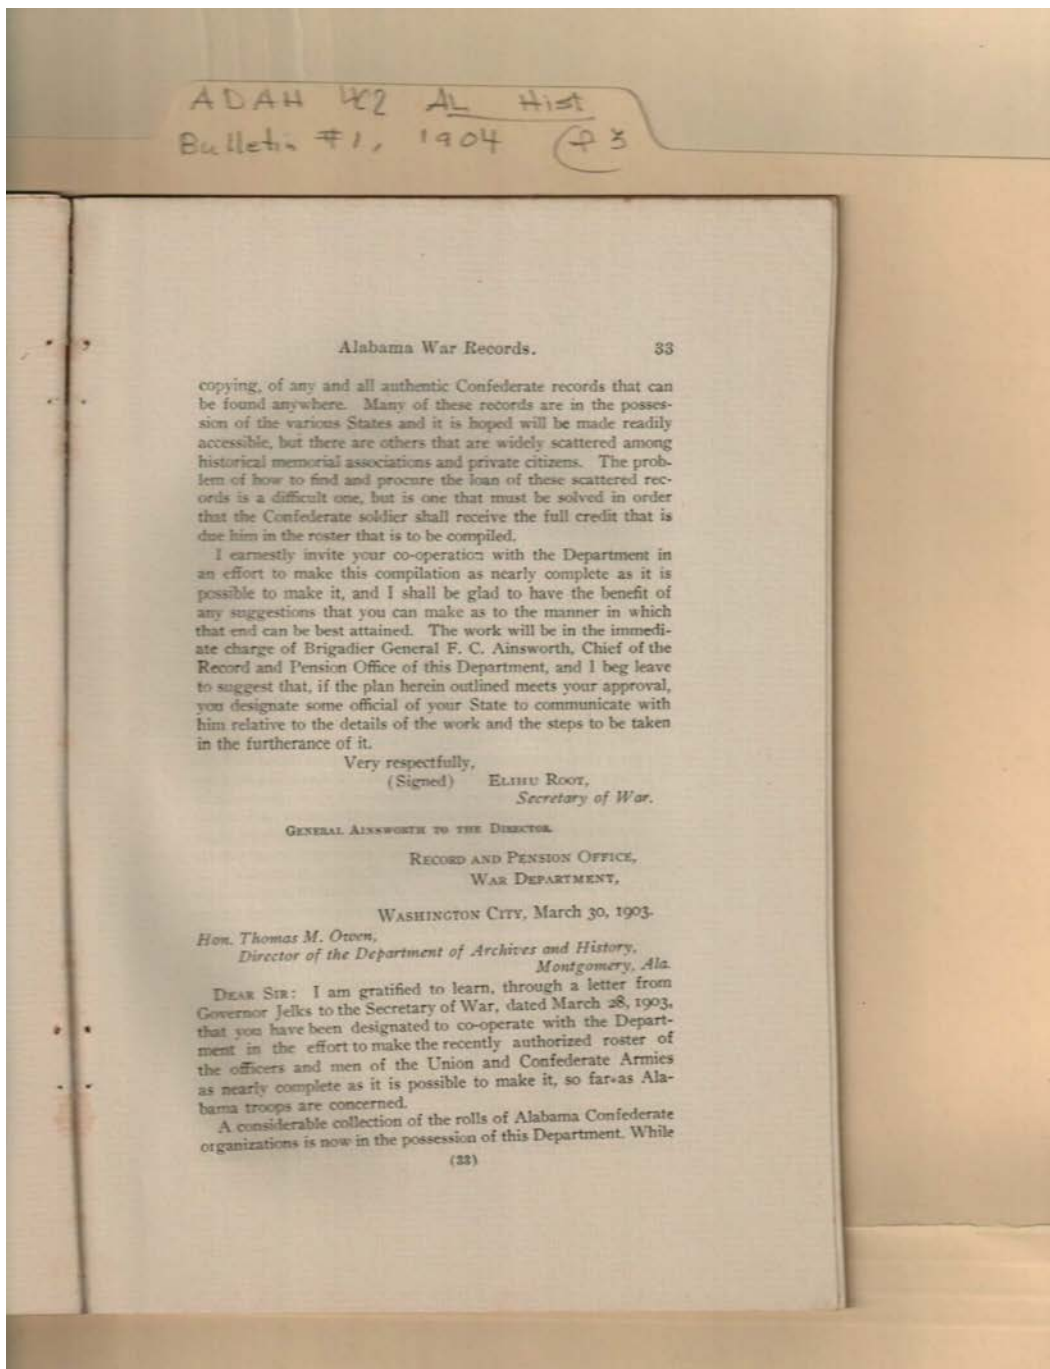 ADAH 42 AL Hist
Bulletin #1, 1904 P3
Alabama War Records. 33
copying, of any and all authentic Confederate records that can
be found anywhere. Many of these records are in the posses-
sion of the various States and it is hoped will be made readily
accessible, but there are others that are widely scattered among
historical memorial associations and private citizens. The prob-
lem of how to find and procure the loan of these scattered rec-
ords is a difficult one, but is one that must be solved in order
that the Confederate soldier shall receive the full credit that is
due him in the roster that is to be compiled.
I earnestly invite your co-operation with the Department in
an effort to make this compilation as nearly complete as it is
possible to make it, and I shall be glad to have the benefit of
any suggestions that you can make as to the manner in which
that end can be best attained. The work will be in the immedi-
ate charge of Brigadier General F. C. Ainsworth, Chief of the
Record and Pension Office of this Department, and I beg leave
to suggest that, if the plan herein outlined meets your approval,
you designate some official of your State to communicate with
him relative to the details of the work and the steps to be taken
in the furtherance of it.
Very respectfully,
(Signed) ELIHU ROOT,
Secretary of War.
GENERAL AINSWORTH TO THE DIRECTOR.
RECORD AND PENSION OFFICE,
WAR DEPARTMENT,
WASHINGTON CITY, March 30, 1903.
Hon. Thomas M. Owen,
Director of the Department of Archives and History,
Montgomery, Ala.
DEAR SIR: I am gratified to learn, through a letter from
Governor Jelks to the Secretary of War, dated March 28, 1903,
that you have been designated to co-operate with the Depart-
ment in the effort to make the recently authorized roster of
the officers and men of the Union and Confederate Armies
as nearly complete as it is possible to make it, so far as Ala-
bama troops are concerned.
A considerable collection of the rolls of Alabama Confederate
organizations is now in the possession of this Department. While
(33)